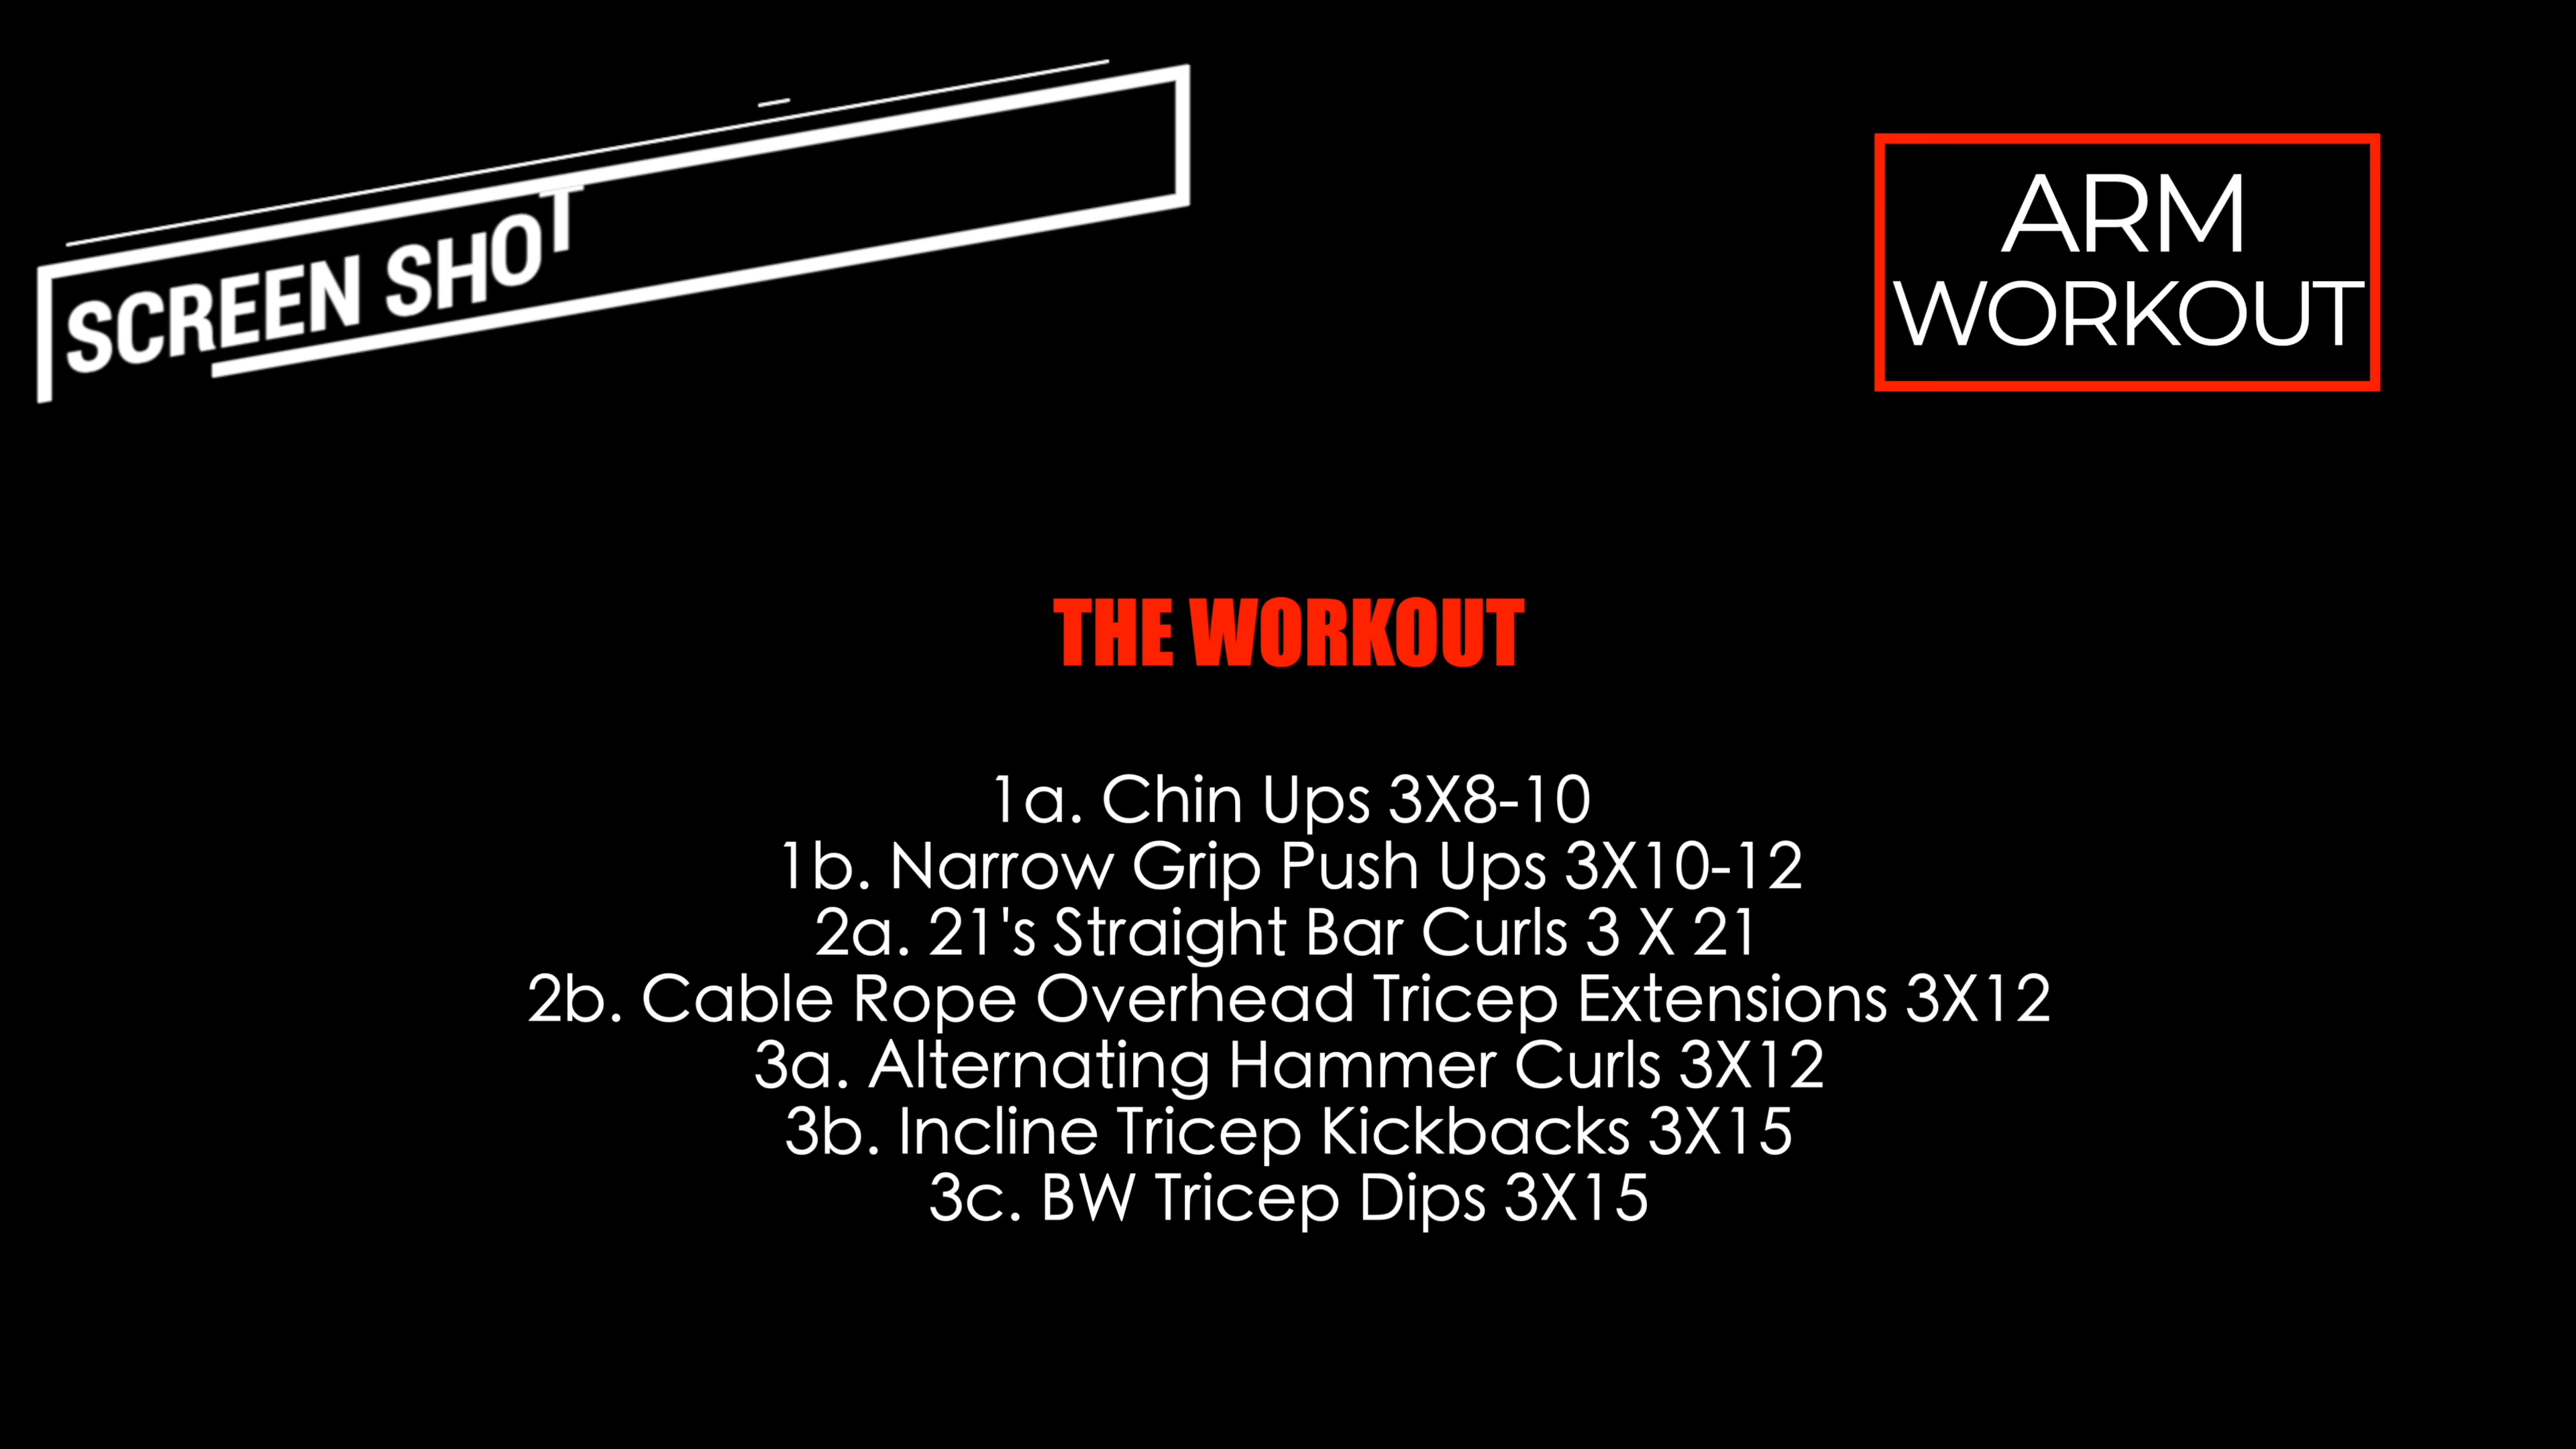 SCREEN SHOT
ARM
WORKOUT
THE WORKOUT
1a. Chin Ups 3X8-10
1b. Narrow Grip Push Ups 3X10-12
2a. 21's Straight Bar Curls 3 X 21
2b. Cable Rope Overhead Tricep Extensions 3X12
3a. Alternating Hammer Curls 3X12
3b. Incline Tricep Kickbacks 3X15
3c. BW Tricep Dips 3X15